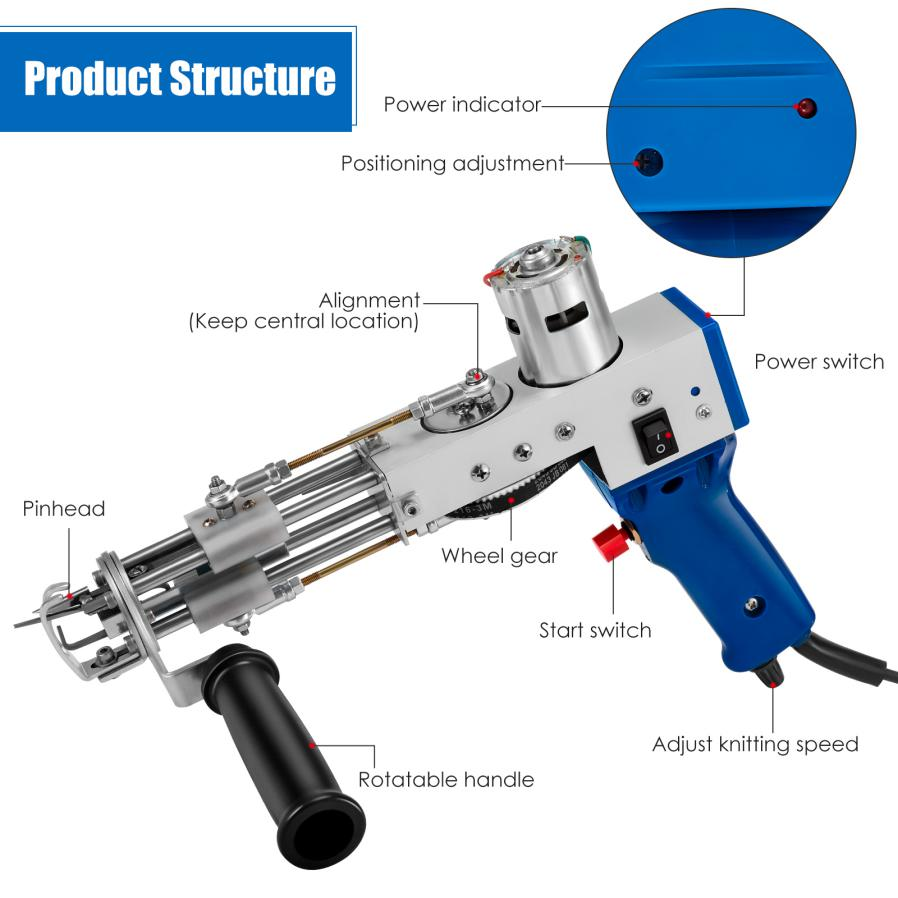 Product Structure
Power indicator
Positioning adjustment
Alignment
(Keep central location)
Power switch
Pinhead
Wheel gear
Start switch
Adjust knitting speed
Rotatable handle